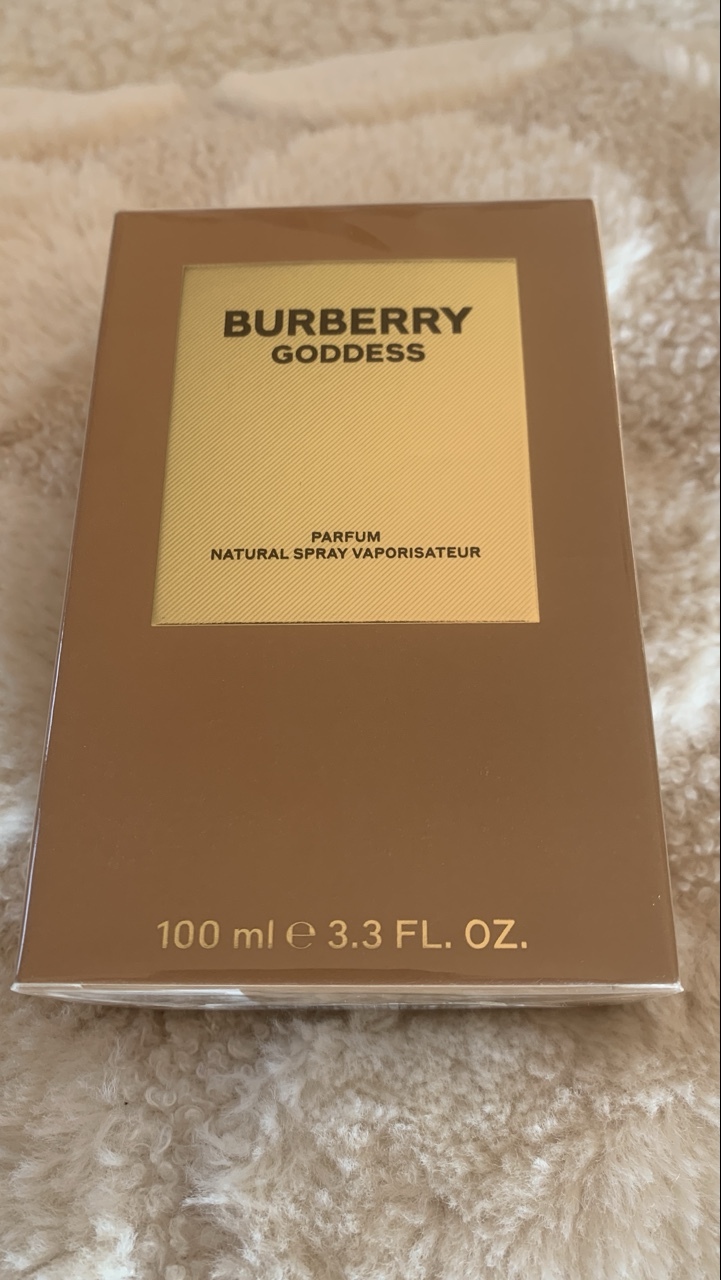 BURBERRY
GODDESS
PARFUM
NATURAL SPRAY VAPORISATEUR
100 ml ℮ 3.3 FL. OZ.